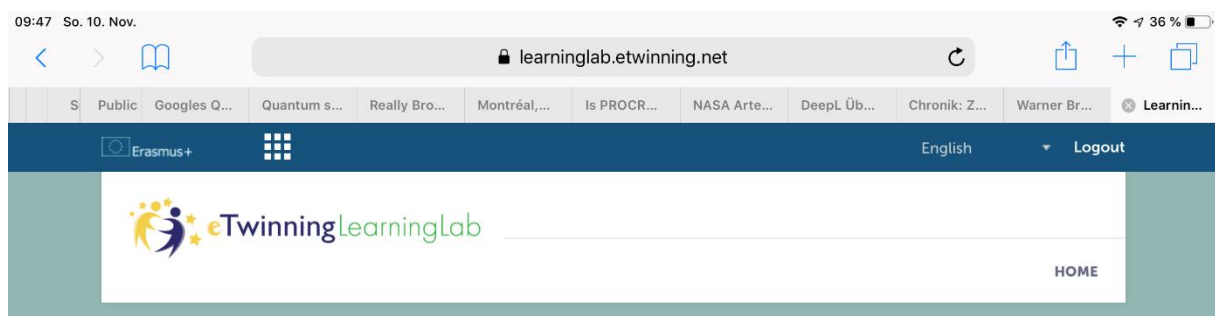 09:47 So. 10. Nov. 36 %
learninglab.etwinning.net
S Public Googles Q... Quantum s... Really Bro... Montréal,... Is PROCR... NASA Arte... DeepL Üb... Chronik: Z... Warner Br... Learnin...
Erasmus+ English Logout
eTwinningLearningLab
HOME